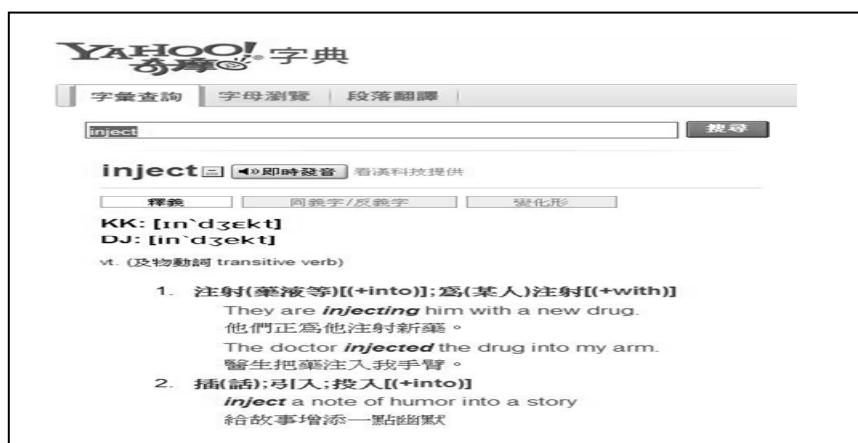 YAHOO! 奇摩 字典
字彙查詢 字母瀏覽 段落翻譯
inject 搜尋
inject 即時發音 看漢科技提供
釋義 同義字/反義字 變化形
KK: [ɪn`dʒɛkt]
DJ: [in`dʒekt]
vt. (及物動詞 transitive verb)
1. 注射(藥液等)[(+into)];為(某人)注射[(+with)]
They are injecting him with a new drug.
他們正為他注射新藥。
The doctor injected the drug into my arm.
醫生把藥注入我手臂。
2. 插(話);引入;投入[(+into)]
inject a note of humor into a story
給故事增添一點幽默